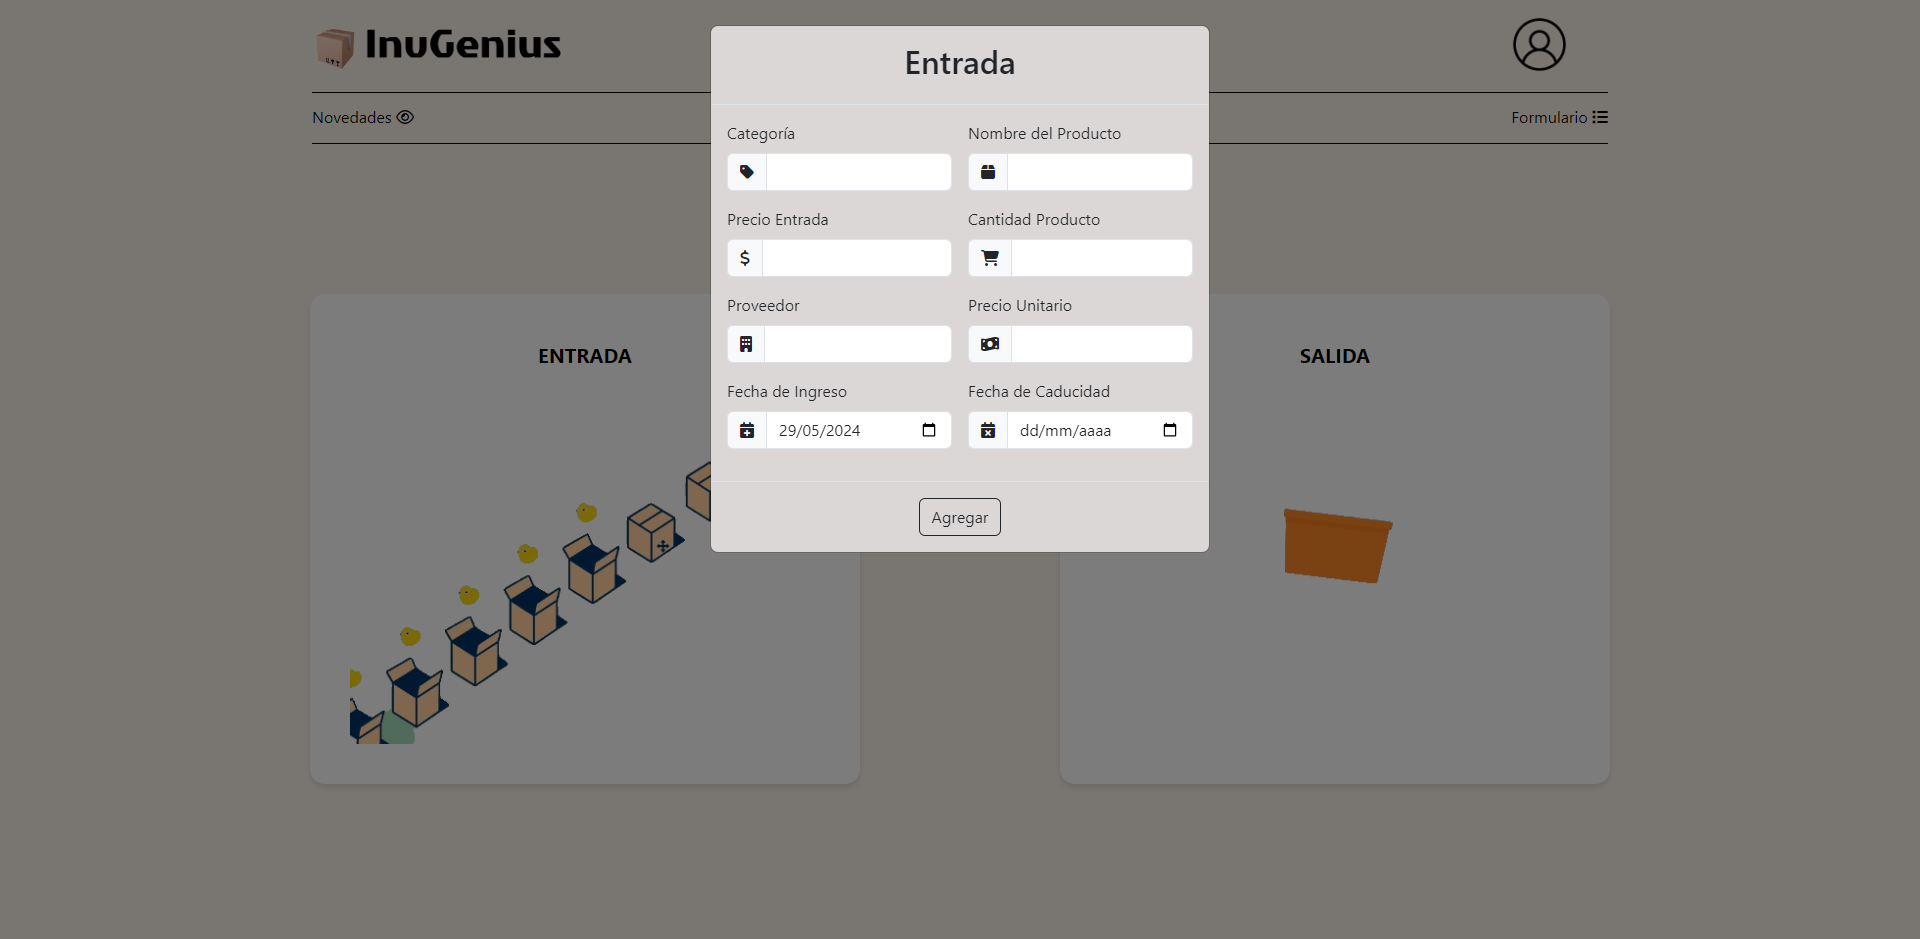 InvGenius
Novedades
Formulario
Entrada
Categoría
Nombre del Producto
Precio Entrada
$
Cantidad Producto
Proveedor
Precio Unitario
Fecha de Ingreso
Fecha de Caducidad
29/05/2024
dd/mm/aaaa
Agregar
ENTRADA
SALIDA